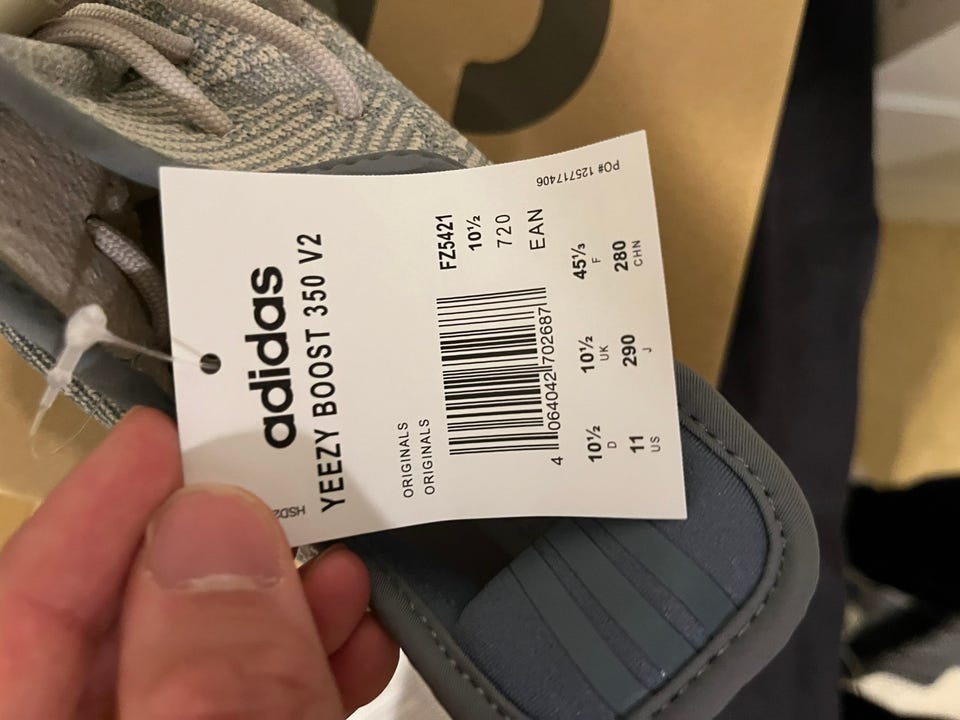 adidas
YEEZY BOOST 350 V2
ORIGINALS
ORIGINALS
FZ5421
10½
720
EAN
4 064042 702687
10½ D 10½ UK 45⅓ F
11 US 290 J 280 CHN
PO# 125717406